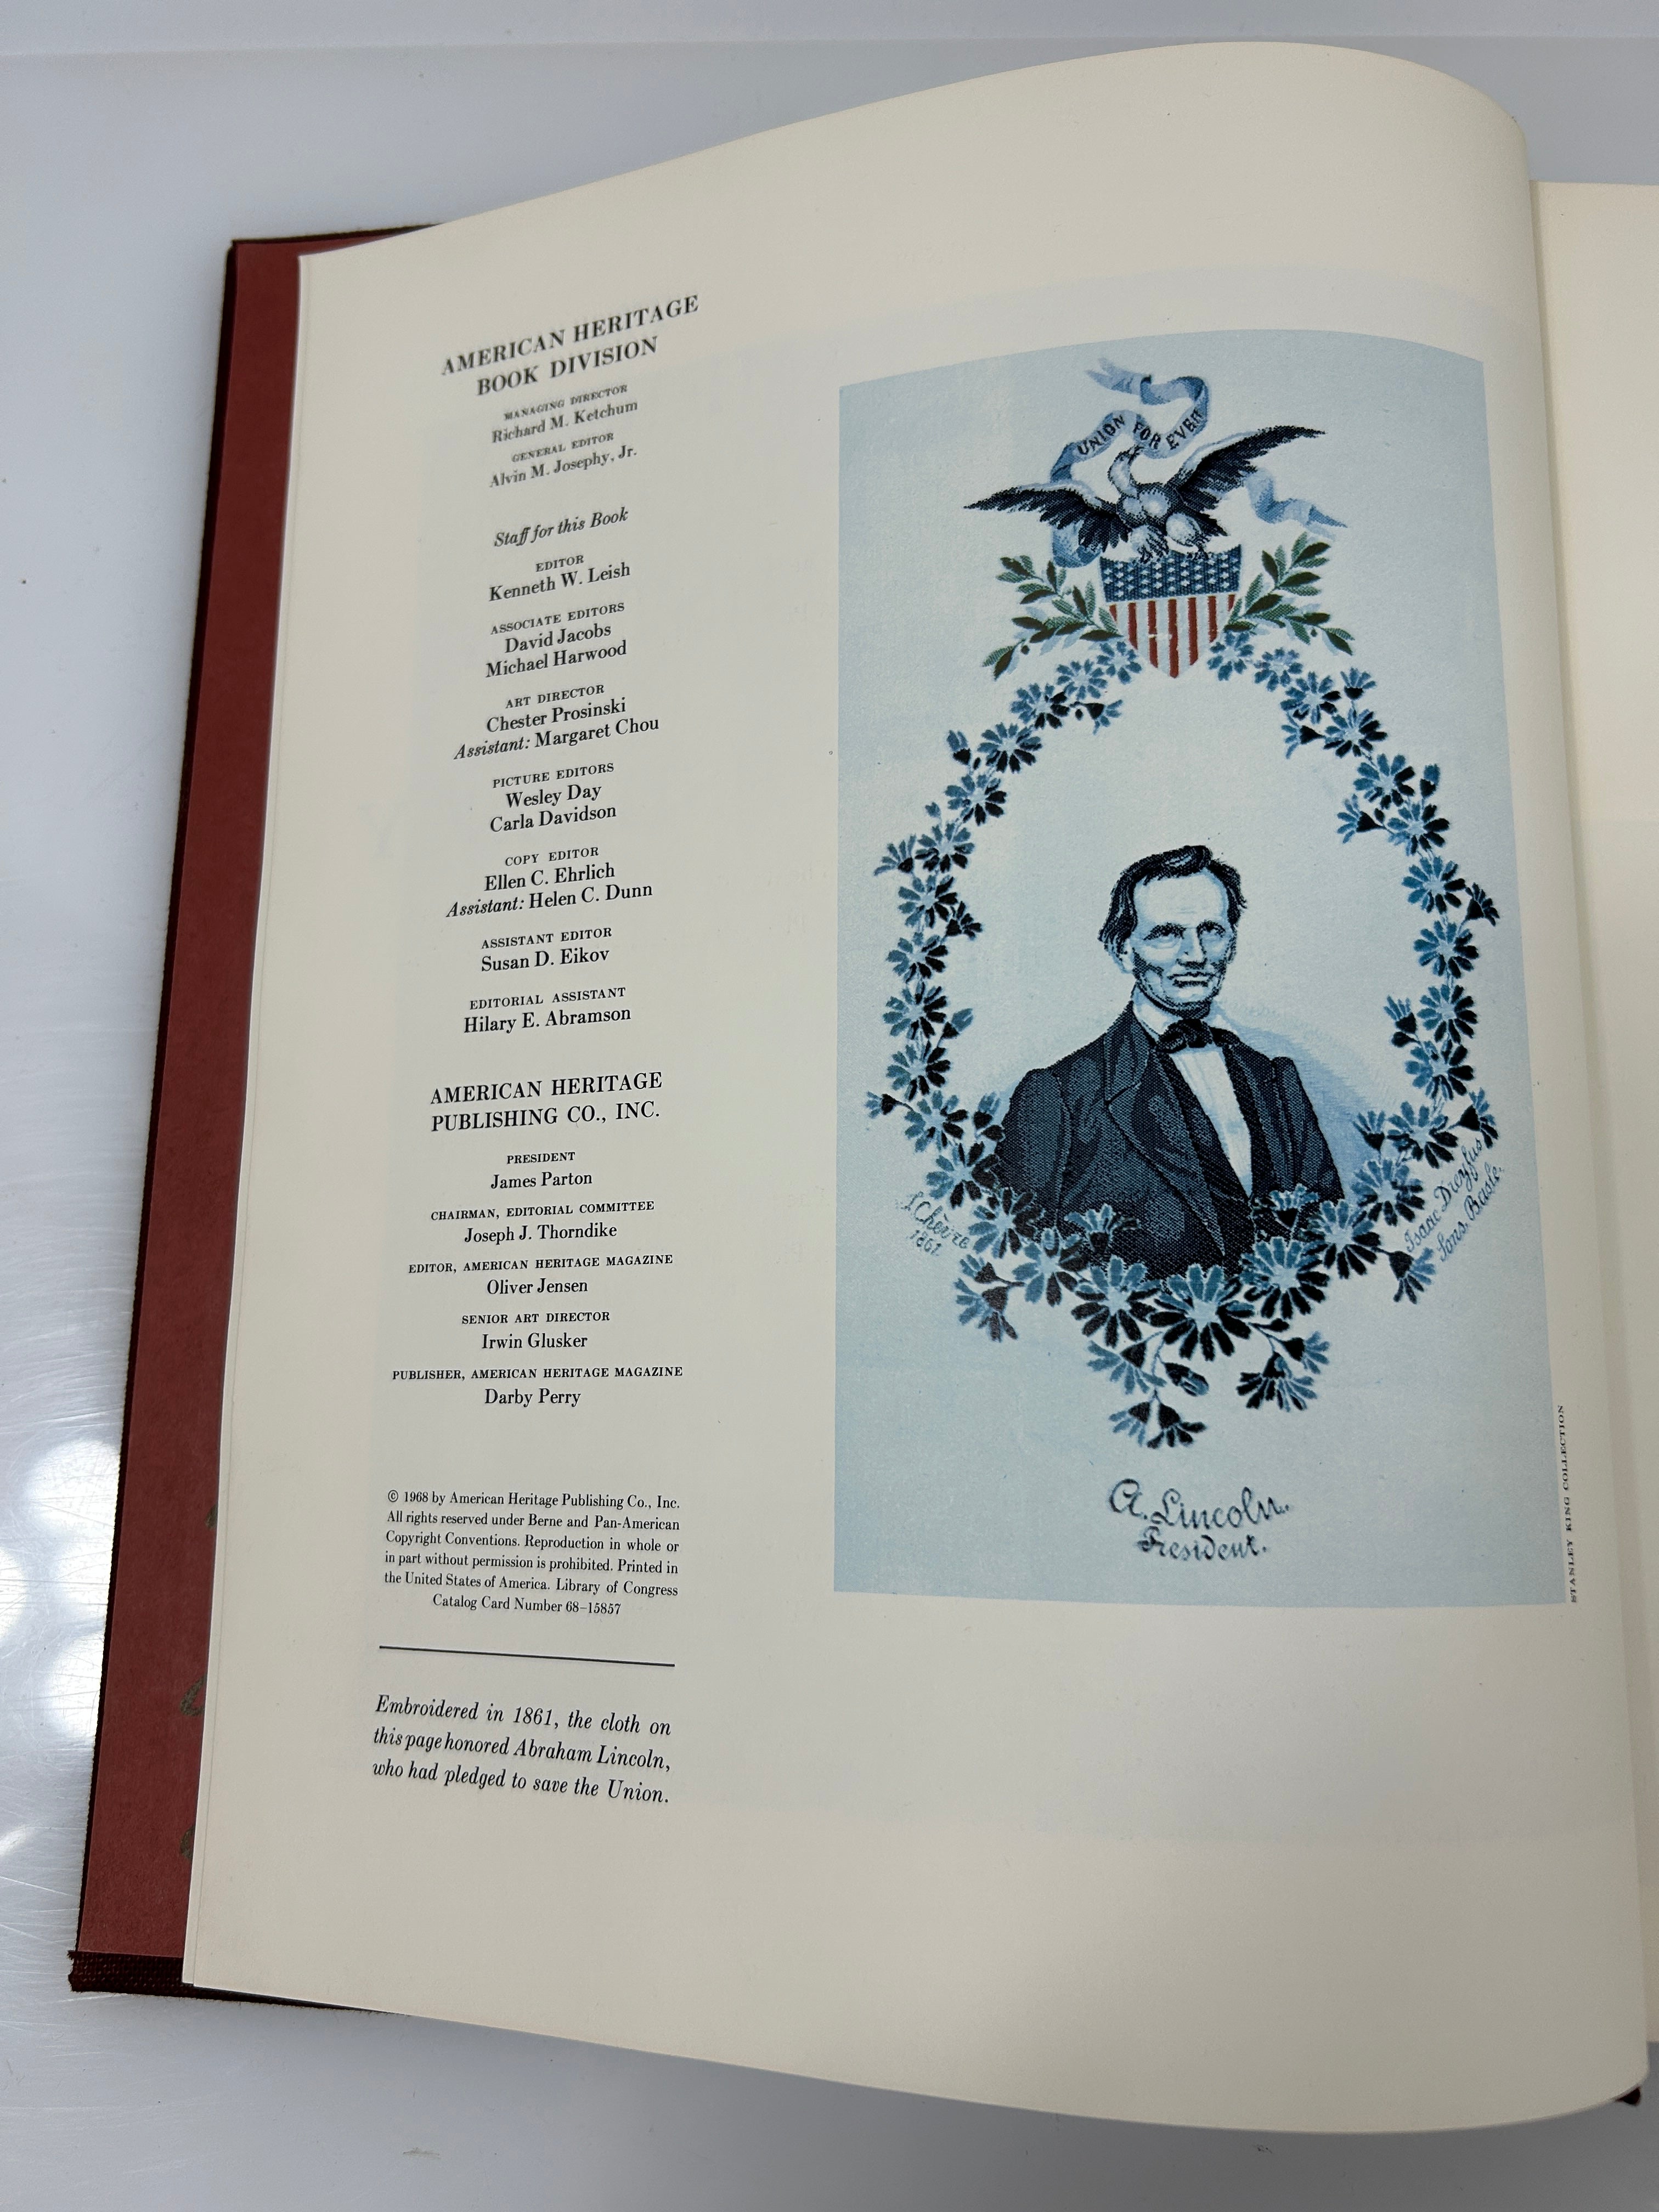 AMERICAN HERITAGE
BOOK DIVISION
MANAGING DIRECTOR
Richard M. Ketchum
GENERAL EDITOR
Alvin M. Josephy, Jr.
Staff for this Book
EDITOR
Kenneth W. Leish
ASSOCIATE EDITORS
David Jacobs
Michael Harwood
ART DIRECTOR
Chester Prosinski
Assistant: Margaret Chou
PICTURE EDITORS
Wesley Day
Carla Davidson
COPY EDITOR
Ellen C. Ehrlich
Assistant: Helen C. Dunn
ASSISTANT EDITOR
Susan D. Eikov
EDITORIAL ASSISTANT
Hilary E. Abramson
AMERICAN HERITAGE
PUBLISHING CO., INC.
PRESIDENT
James Parton
CHAIRMAN, EDITORIAL COMMITTEE
Joseph J. Thorndike
EDITOR, AMERICAN HERITAGE MAGAZINE
Oliver Jensen
SENIOR ART DIRECTOR
Irwin Glusker
PUBLISHER, AMERICAN HERITAGE MAGAZINE
Darby Perry
© 1968 by American Heritage Publishing Co., Inc.
All rights reserved under Berne and Pan-American
Copyright Conventions. Reproduction in whole or
in part without permission is prohibited. Printed in
the United States of America. Library of Congress
Catalog Card Number 68–15857
Embroidered in 1861, the cloth on
this page honored Abraham Lincoln,
who had pledged to save the Union.
UNION FOR EVER
Chevre
1861
Isaac Dreyfus
Sons. Basle.
A. Lincoln.
President.
STANLEY KING COLLECTION